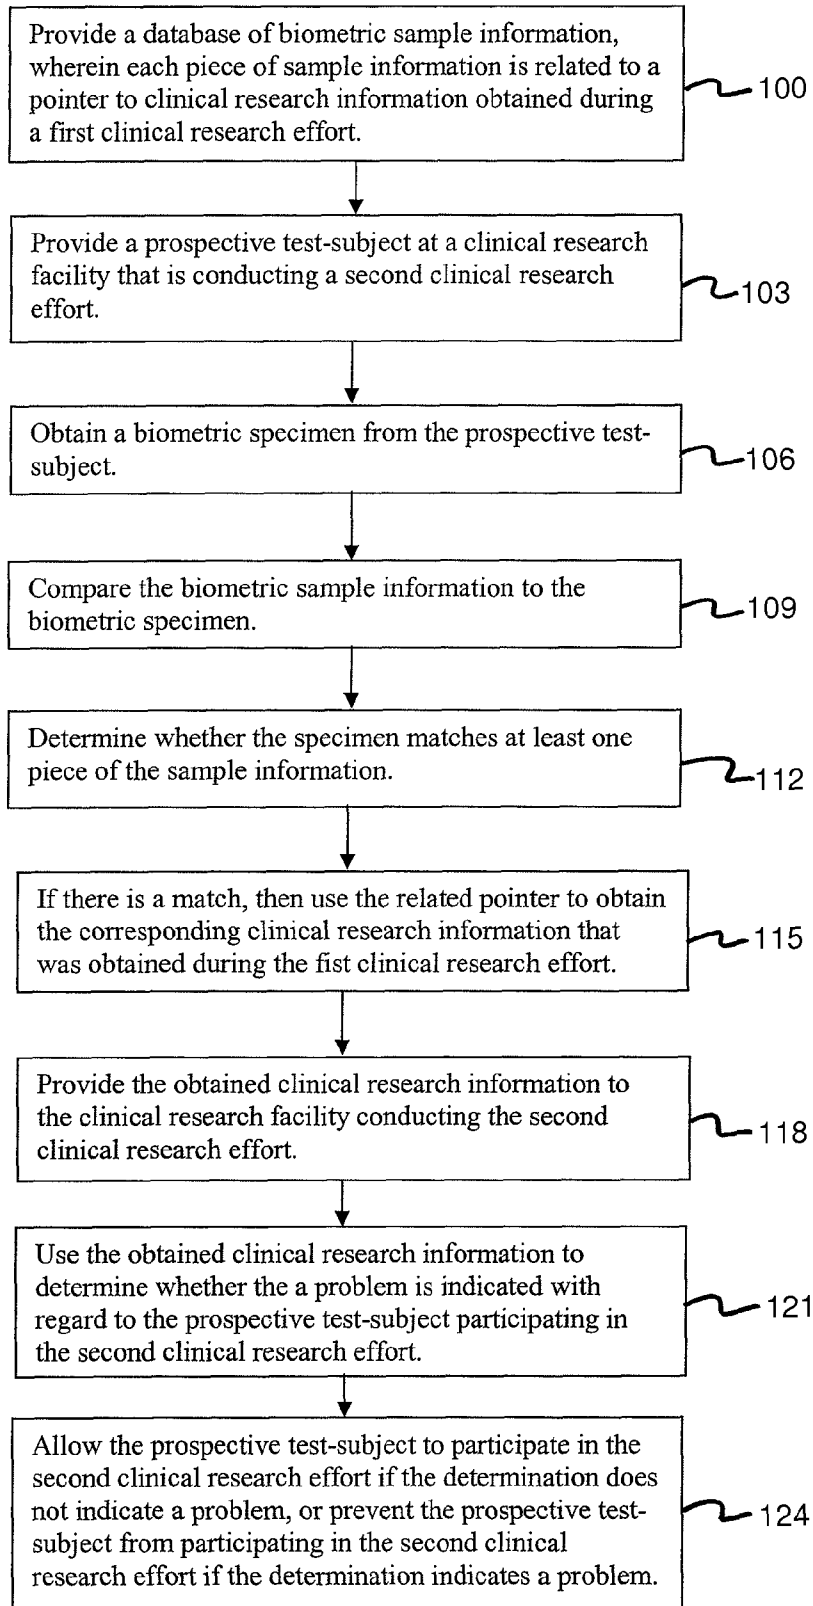 Provide a database of biometric sample information,
wherein each piece of sample information is related to a
pointer to clinical research information obtained during
a first clinical research effort.
100
Provide a prospective test-subject at a clinical research
facility that is conducting a second clinical research
effort.
103
Obtain a biometric specimen from the prospective test-
subject.
106
Compare the biometric sample information to the
biometric specimen.
109
Determine whether the specimen matches at least one
piece of the sample information.
112
If there is a match, then use the related pointer to obtain
the corresponding clinical research information that
was obtained during the fist clinical research effort.
115
Provide the obtained clinical research information to
the clinical research facility conducting the second
clinical research effort.
118
Use the obtained clinical research information to
determine whether the a problem is indicated with
regard to the prospective test-subject participating in
the second clinical research effort.
121
Allow the prospective test-subject to participate in the
second clinical research effort if the determination does
not indicate a problem, or prevent the prospective test-
subject from participating in the second clinical
research effort if the determination indicates a problem.
124